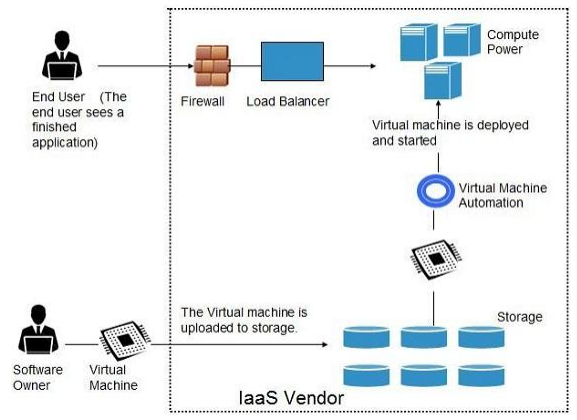 Compute
Power
End User (The
end user sees a
finished
application)
Firewall
Load Balancer
Virtual machine is deployed
and started
Virtual Machine
Automation
Storage
The Virtual machine is
uploaded to storage.
Software
Owner
Virtual
Machine
IaaS Vendor